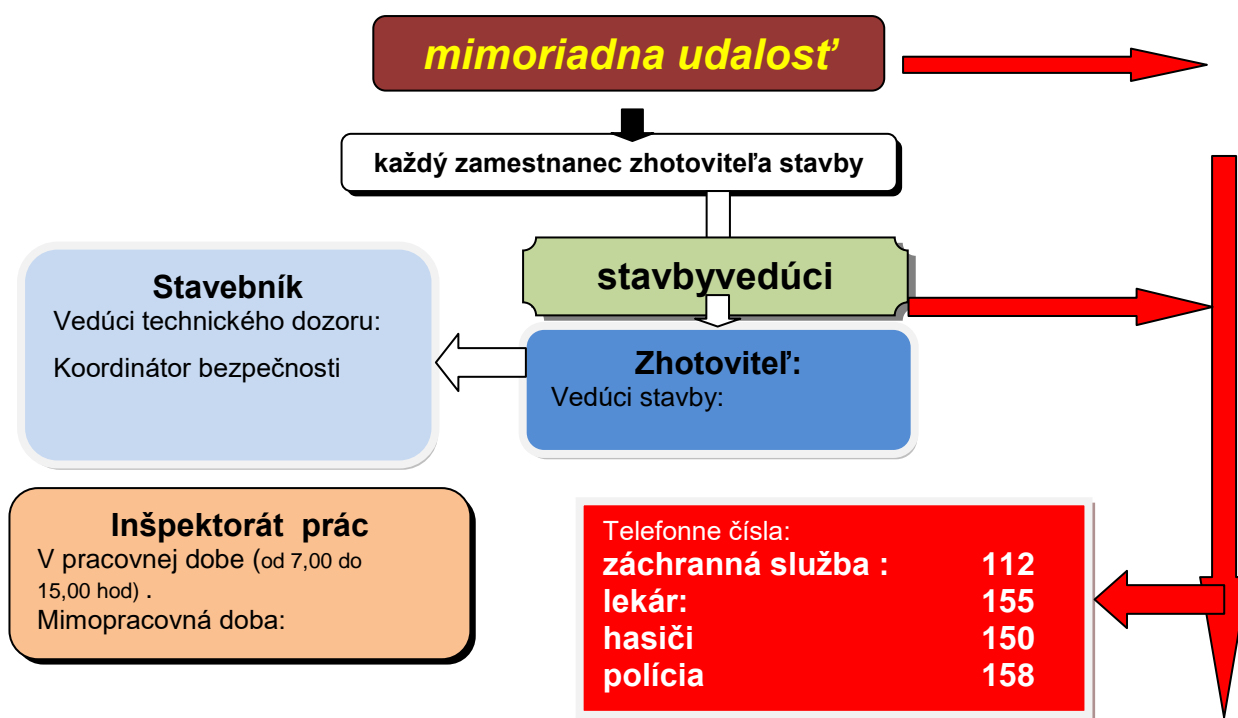 mimoriadna udalosť
každý zamestnanec zhotoviteľa stavby
stavbyvedúci
Stavebník
Vedúci technického dozoru:
Koordinátor bezpečnosti
Zhotoviteľ:
Vedúci stavby:
Inšpektorát prác
V pracovnej dobe (od 7,00 do
15,00 hod) .
Mimopracovná doba:
Telefonne čísla:
záchranná služba : 112
lekár: 155
hasiči 150
polícia 158